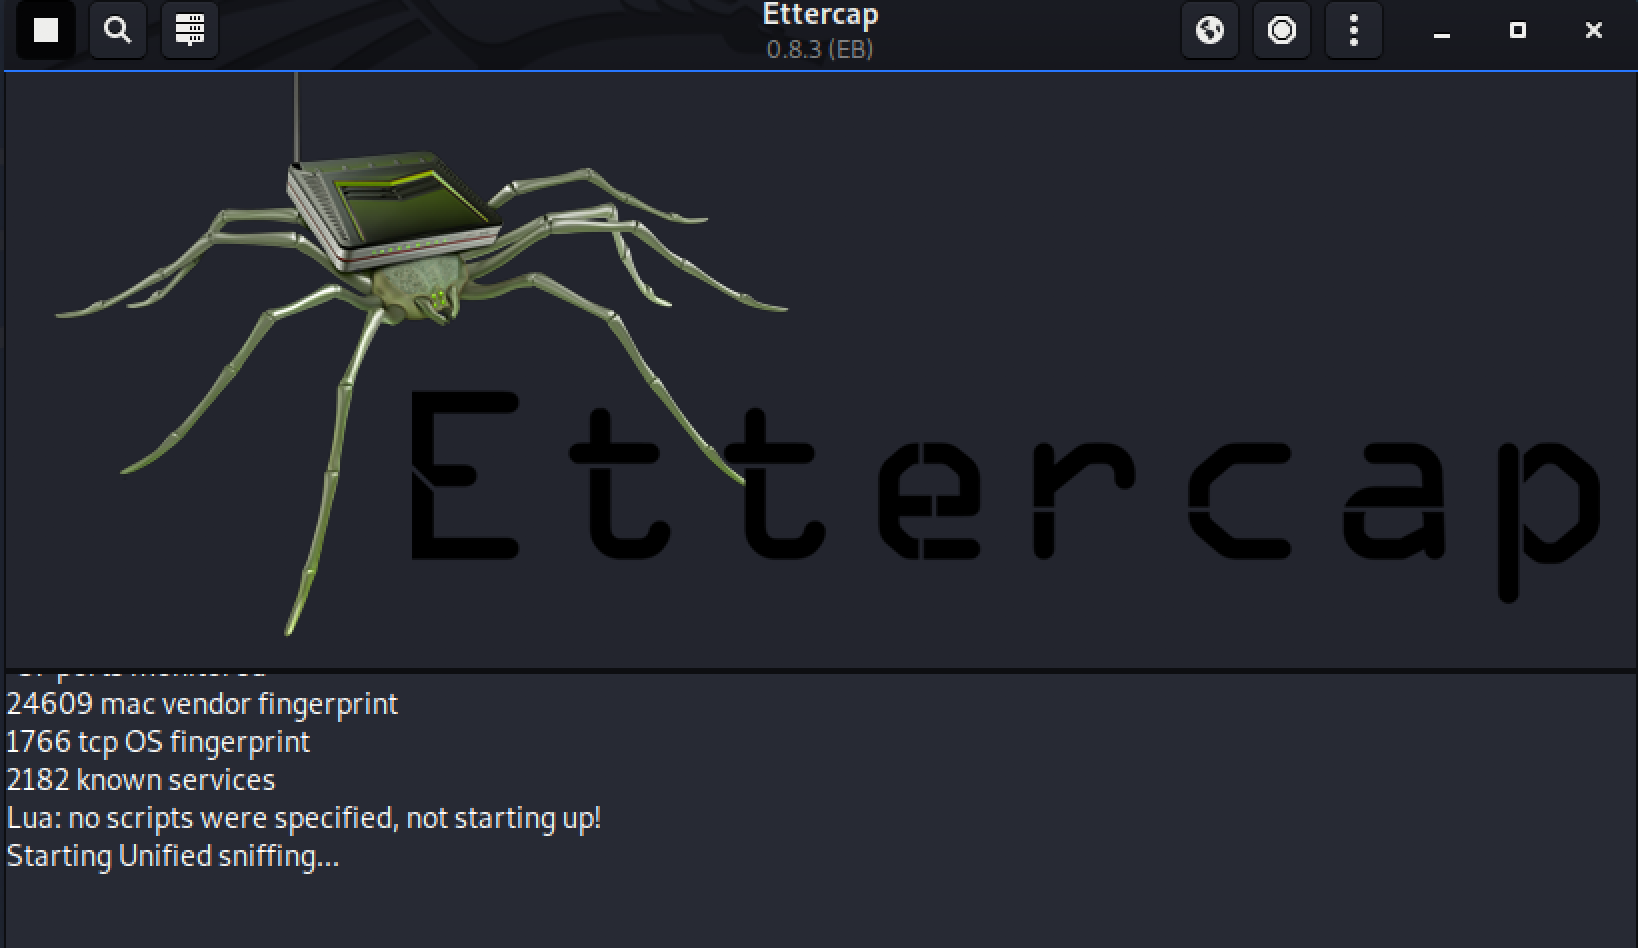 Ettercap
0.8.3 (EB)
Ettercap
24609 mac vendor fingerprint
1766 tcp OS fingerprint
2182 known services
Lua: no scripts were specified, not starting up!
Starting Unified sniffing...